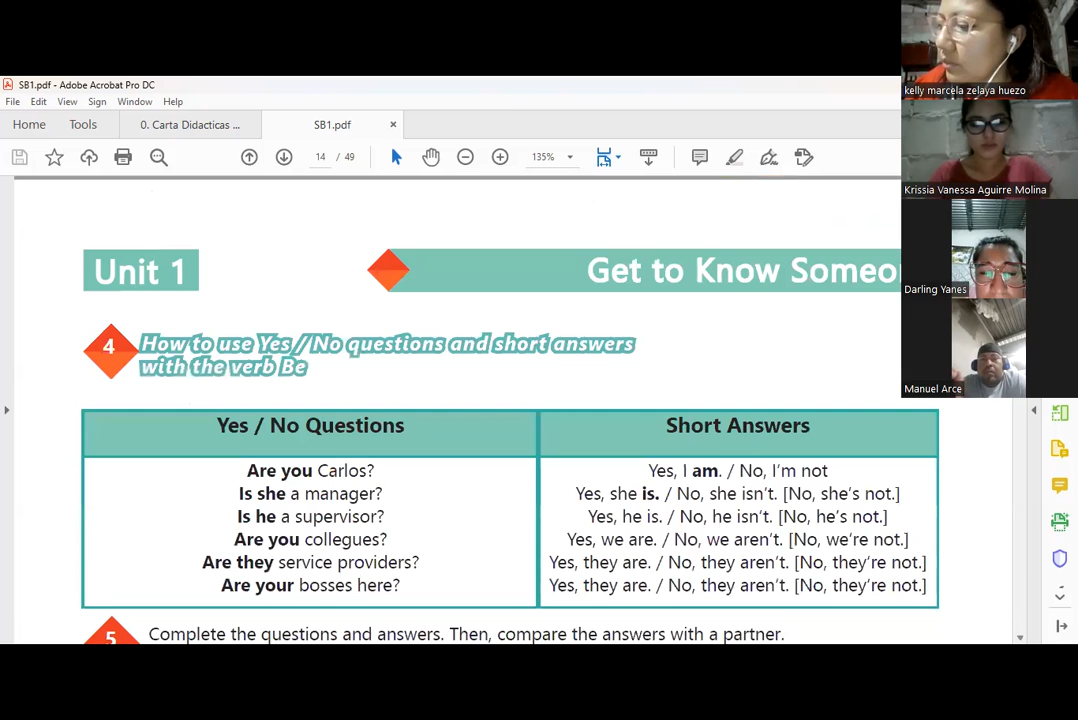 SB1.pdf - Adobe Acrobat Pro DC
File Edit View Sign Window Help
Home Tools 0. Carta Didacticas ... SB1.pdf ×
14 / 49 135%
Unit 1 Get to Know Someo
4 How to use Yes / No questions and short answers
with the verb Be
Yes / No Questions Short Answers
Are you Carlos? Yes, I am. / No, I'm not
Is she a manager? Yes, she is. / No, she isn't. [No, she's not.]
Is he a supervisor? Yes, he is. / No, he isn't. [No, he's not.]
Are you collegues? Yes, we are. / No, we aren't. [No, we're not.]
Are they service providers? Yes, they are. / No, they aren't. [No, they're not.]
Are your bosses here? Yes, they are. / No, they aren't. [No, they're not.]
5 Complete the questions and answers. Then, compare the answers with a partner.
kelly marcela zelaya huezo
Krissia Vanessa Aguirre Molina
Darling Yanes
Manuel Arce